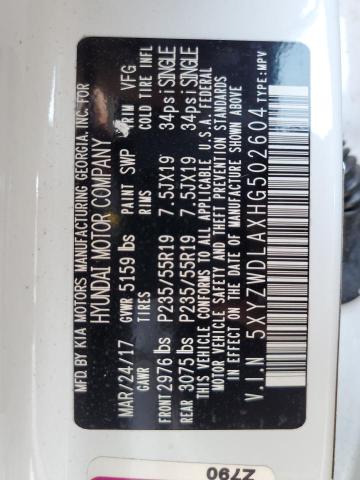 MFD. BY KIA MOTORS MANUFACTURING GEORGIA, INC. FOR
HYUNDAI MOTOR COMPANY
MAR/24/17 PAINT SWP TRIM VFG
GVWR 5159 lbs
GAWR TIRES RIMS COLD TIRE INFL
FRONT 2976 lbs P235/55R19 7.5JX19 34psi SINGLE
REAR 3075 lbs P235/55R19 7.5JX19 34psi SINGLE
THIS VEHICLE CONFORMS TO ALL APPLICABLE U.S.A. FEDERAL
MOTOR VEHICLE SAFETY AND THEFT PREVENTION STANDARDS
IN EFFECT ON THE DATE OF MANUFACTURE SHOWN ABOVE
V.I.N 5XYZWDLAXHG502604 TYPE:MPV
Z790